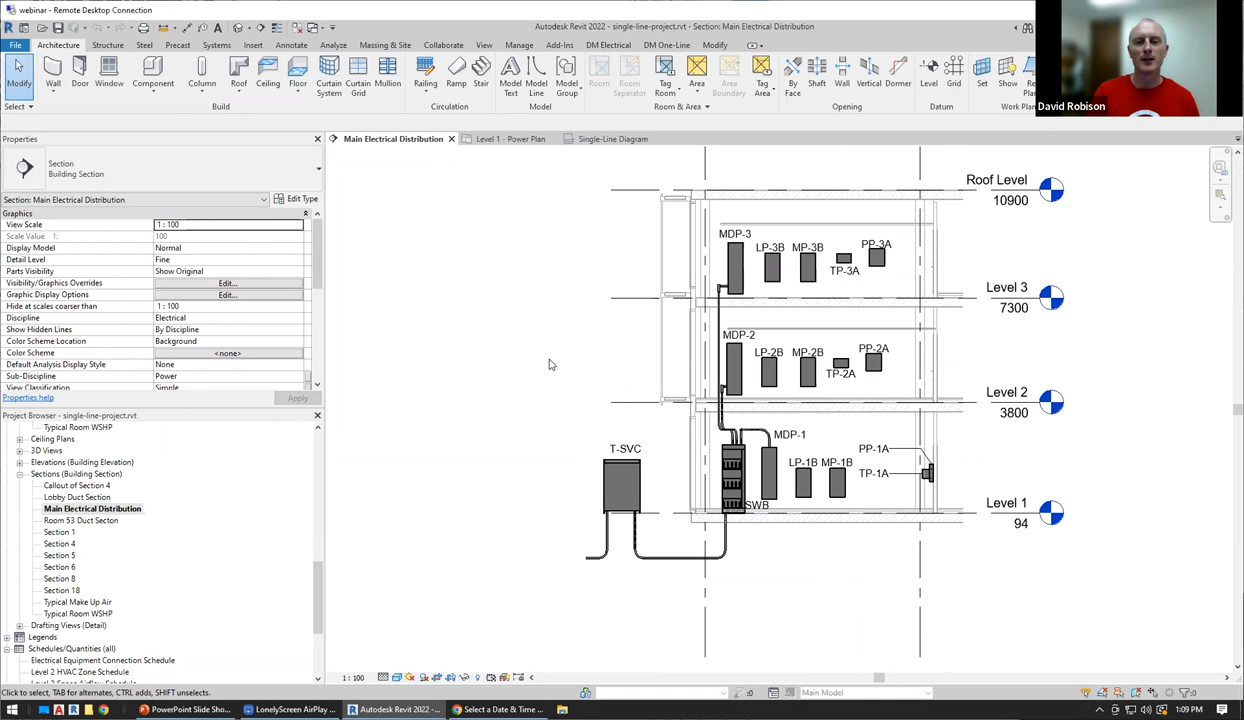 webinar - Remote Desktop Connection
Autodesk Revit 2022 - single-line-project.rvt - Section: Main Electrical Distribution
File Architecture Structure Steel Precast Systems Insert Annotate Analyze Massing & Site Collaborate View Manage Add-Ins DM Electrical DM One-Line Modify
Modify Wall Door Window Component Column Roof Ceiling Floor Curtain System Curtain Grid Mullion Railing Ramp Stair Model Text Model Line Model Group Room Room Separator Tag Room Area Area Boundary Tag Area By Face Shaft Wall Vertical Dormer Level Grid Set Show
Select Build Circulation Model Room & Area Opening Datum Work Plan
David Robison
Properties
Main Electrical Distribution Level 1 - Power Plan Single-Line Diagram
Section
Building Section
Section: Main Electrical Distribution Edit Type
Graphics
View Scale 1 : 100
Scale Value 1: 100
Display Model Normal
Detail Level Fine
Parts Visibility Show Original
Visibility/Graphics Overrides Edit...
Graphic Display Options Edit...
Hide at scales coarser than 1 : 100
Discipline Electrical
Show Hidden Lines By Discipline
Color Scheme Location Background
Color Scheme <none>
Default Analysis Display Style None
Sub-Discipline Power
View Classification Simple
Properties help Apply
Project Browser - single-line-project.rvt
Typical Room WSHP
Ceiling Plans
3D Views
Elevations (Building Elevation)
Sections (Building Section)
Callout of Section 4
Lobby Duct Section
Main Electrical Distribution
Room 53 Duct Secton
Section 1
Section 4
Section 5
Section 6
Section 8
Section 18
Typical Make Up Air
Typical Room WSHP
Drafting Views (Detail)
Legends
Schedules/Quantities (all)
Electrical Equipment Connection Schedule
Level 2 HVAC Zone Schedule
Roof Level
10900
MDP-3
LP-3B MP-3B PP-3A
TP-3A
Level 3
7300
MDP-2
LP-2B MP-2B PP-2A
TP-2A
Level 2
3800
MDP-1
T-SVC
PP-1A
LP-1B MP-1B
TP-1A
SWB
Level 1
94
1 : 100
Click to select, TAB for alternates, CTRL adds, SHIFT unselects.
:0 Main Model :0
PowerPoint Slide Sho... LonelyScreen AirPlay ... Autodesk Revit 2022 -... Select a Date & Time ... 1:09 PM